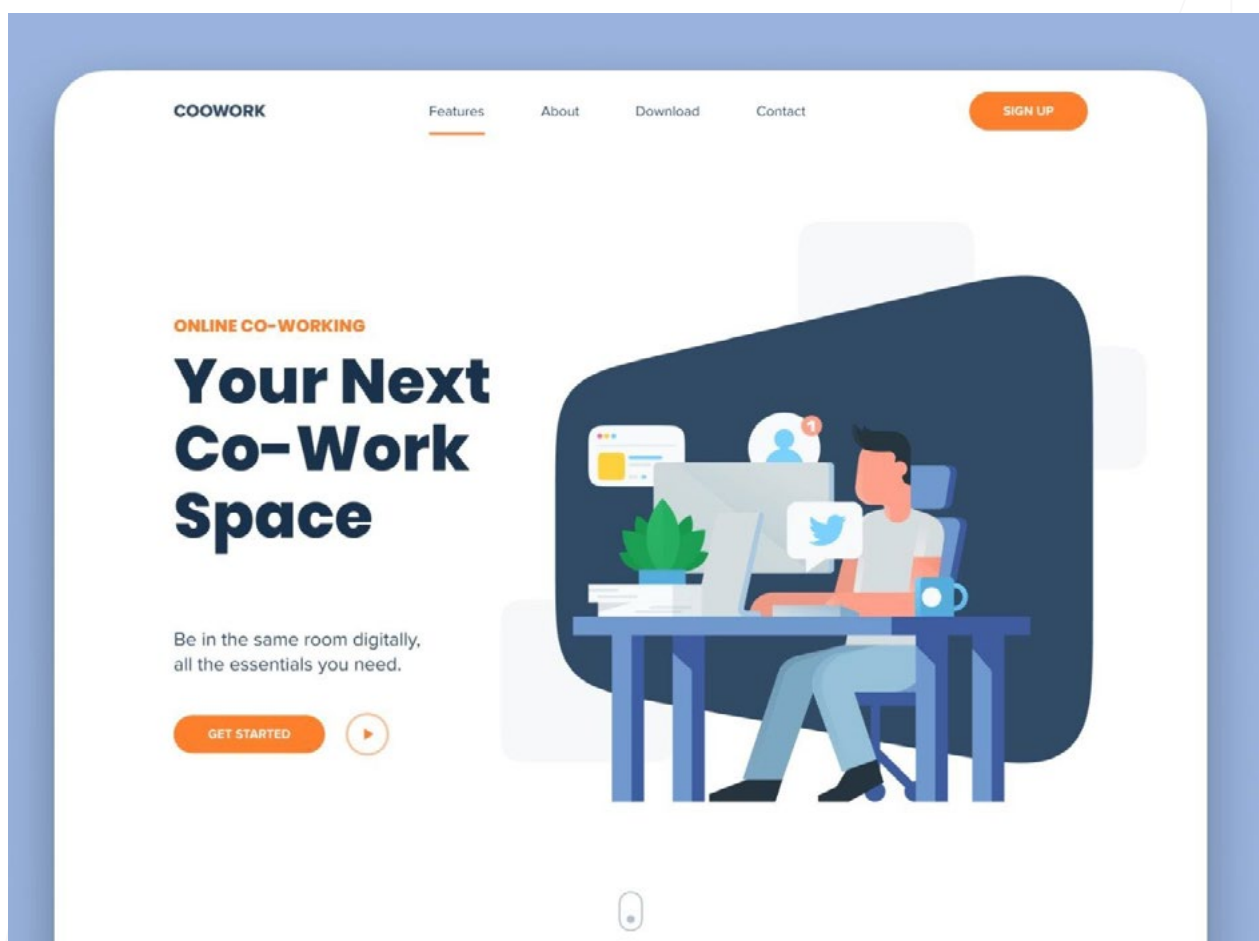 COOWORK
Features
About
Download
Contact
SIGN UP
ONLINE CO-WORKING
Your Next
Co-Work
Space
1
Be in the same room digitally,
all the essentials you need.
GET STARTED